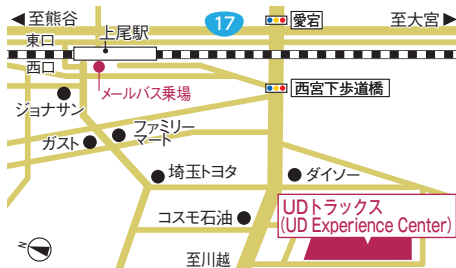 至熊谷
17
愛宕
至大宮
東口
上尾駅
西口
メールバス乗場
西宮下歩道橋
ジョナサン
ファミリー
マート
ガスト
埼玉トヨタ
ダイソー
コスモ石油
UDトラックス
(UD Experience Center)
至川越
N